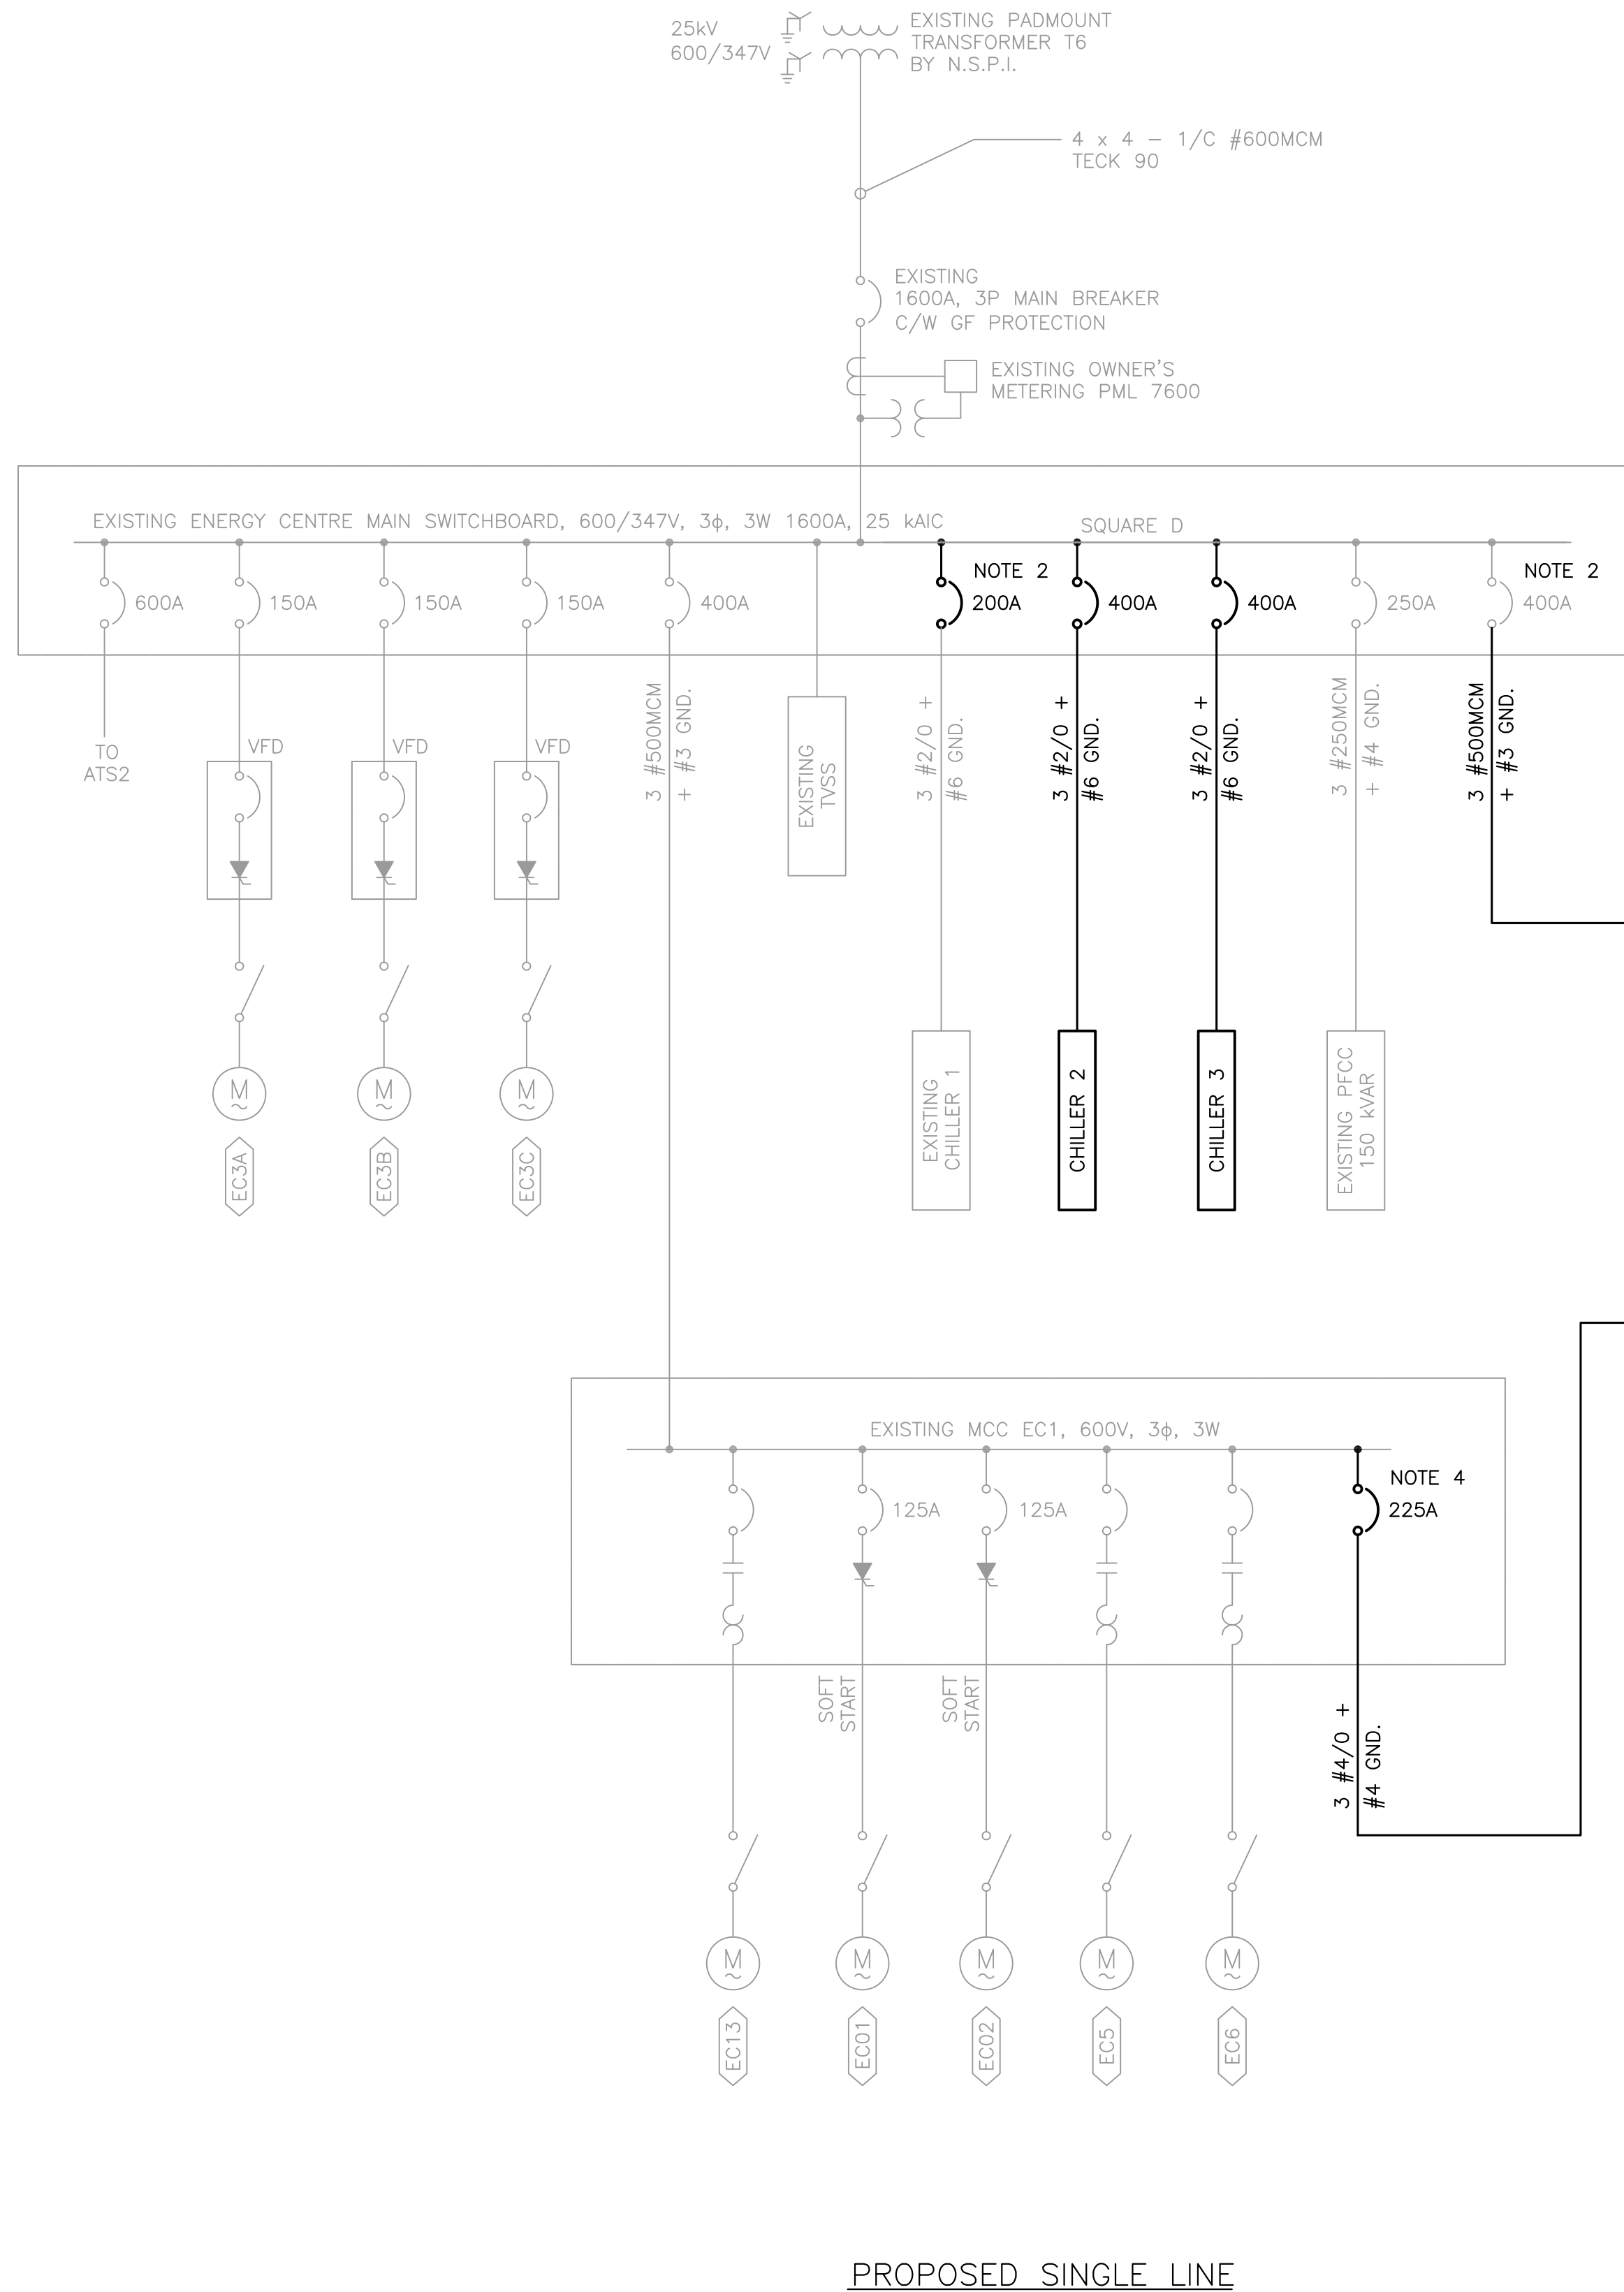 25kV
600/347V
EXISTING PADMOUNT
TRANSFORMER T6
BY N.S.P.I.
4 x 4 - 1/C #600MCM
TECK 90
EXISTING
1600A, 3P MAIN BREAKER
C/W GF PROTECTION
EXISTING OWNER'S
METERING PML 7600
EXISTING ENERGY CENTRE MAIN SWITCHBOARD, 600/347V, 3ϕ, 3W 1600A, 25 kAIC
SQUARE D
600A
150A
150A
150A
400A
NOTE 2
200A
400A
400A
250A
NOTE 2
400A
TO
ATS2
VFD
VFD
VFD
3 #500MCM
+ #3 GND.
EXISTING
TVSS
3 #2/0 +
#6 GND.
3 #2/0 +
#6 GND.
3 #2/0 +
#6 GND.
3 #250MCM
+ #4 GND.
3 #500MCM
+ #3 GND.
M
M
M
EC3A
EC3B
EC3C
EXISTING
CHILLER 1
CHILLER 2
CHILLER 3
EXISTING PFCC
150 kVAR
EXISTING MCC EC1, 600V, 3ϕ, 3W
125A
125A
NOTE 4
225A
SOFT
START
SOFT
START
3 #4/0 +
#4 GND.
M
M
M
M
M
EC13
EC01
EC02
EC5
EC6
PROPOSED SINGLE LINE